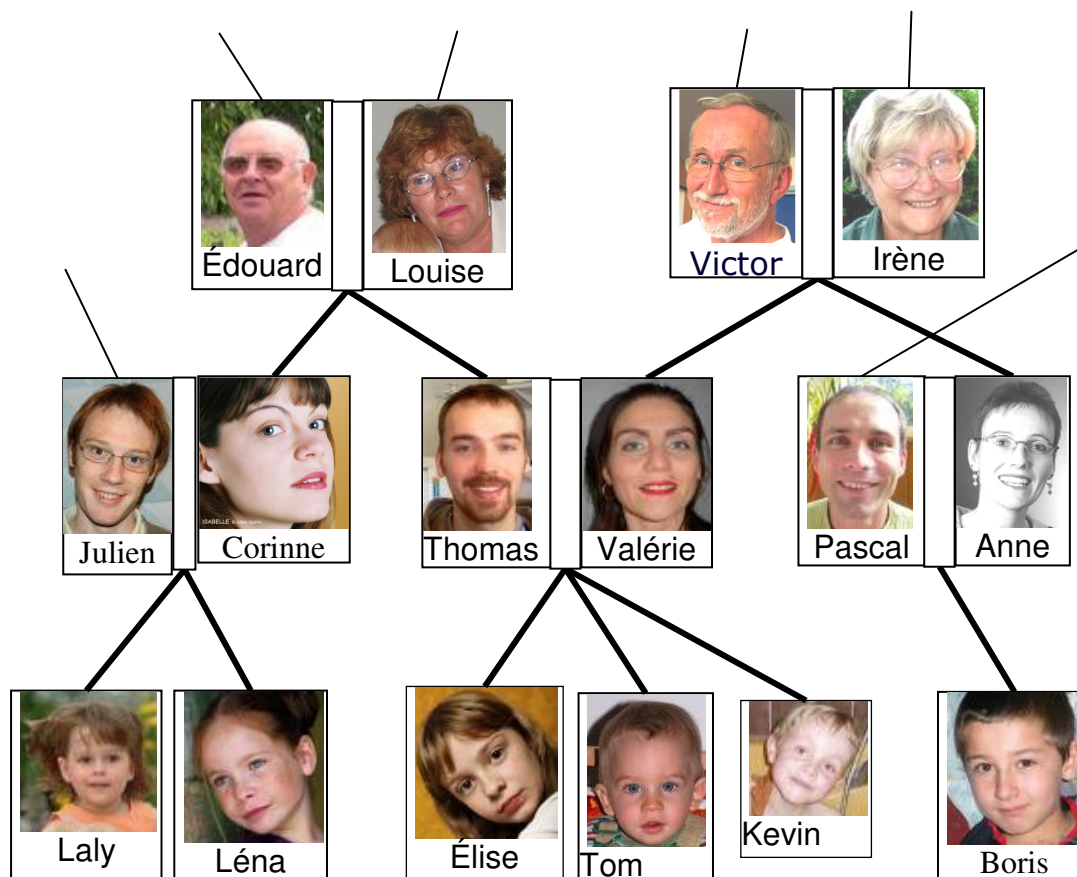 Édouard
Louise
Victor
Irène
Julien
Corinne
Thomas
Valérie
Pascal
Anne
Laly
Léna
Élise
Tom
Kevin
Boris